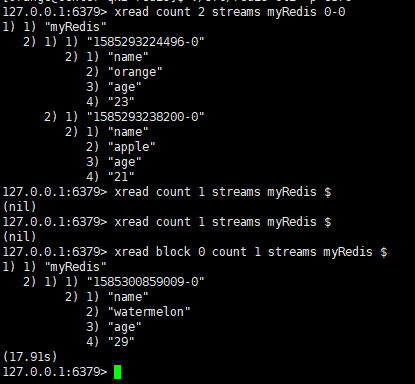 127.0.0.1:6379> xread count 2 streams myRedis 0-0
1) 1) "myRedis"
   2) 1) 1) "1585293224496-0"
         2) 1) "name"
            2) "orange"
            3) "age"
            4) "23"
      2) 1) "1585293238200-0"
         2) 1) "name"
            2) "apple"
            3) "age"
            4) "21"
127.0.0.1:6379> xread count 1 streams myRedis $
(nil)
127.0.0.1:6379> xread count 1 streams myRedis $
(nil)
127.0.0.1:6379> xread block 0 count 1 streams myRedis $
1) 1) "myRedis"
   2) 1) 1) "1585300859009-0"
         2) 1) "name"
            2) "watermelon"
            3) "age"
            4) "29"
(17.91s)
127.0.0.1:6379>